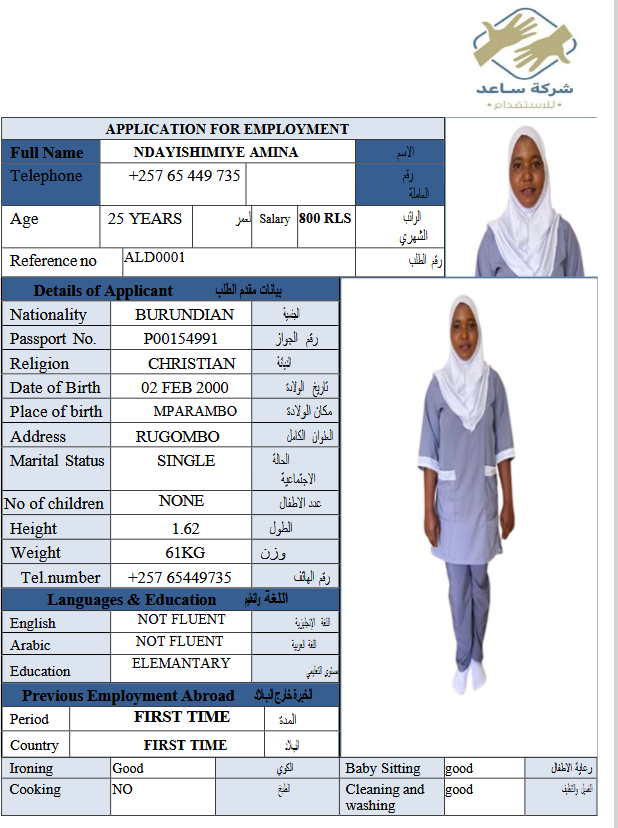 شركة ساعد
للاستقدام
APPLICATION FOR EMPLOYMENT
Full Name NDAYISHIMIYE AMINA الاسم
Telephone +257 65 449 735 رقم العاملة
Age 25 YEARS لعمر Salary 800 RLS الراتب الشهري
Reference no ALD0001 رقم الطلب
Details of Applicant بيانات مقدم الطلب
Nationality BURUNDIAN الجنسية
Passport No. P00154991 رقم الجواز
Religion CHRISTIAN الديانة
Date of Birth 02 FEB 2000 تاريخ الولادة
Place of birth MPARAMBO مكان الولادة
Address RUGOMBO العنوان الكامل
Marital Status SINGLE الحالة الاجتماعية
No of children NONE عدد الاطفال
Height 1.62 الطول
Weight 61KG وزن
Tel.number +257 65449735 رقم الهاتف
Languages & Education اللغة والتعليم
English NOT FLUENT اللغة الانجليزية
Arabic NOT FLUENT اللغة العربية
Education ELEMANTARY مستوى التعليمي
Previous Employment Abroad الخبرة خارج البلاد
Period FIRST TIME المدة
Country FIRST TIME البلاد
Ironing Good الكوي Baby Sitting good رعاية الاطفال
Cooking NO الطبخ Cleaning and washing good الغسيل والتنظيف